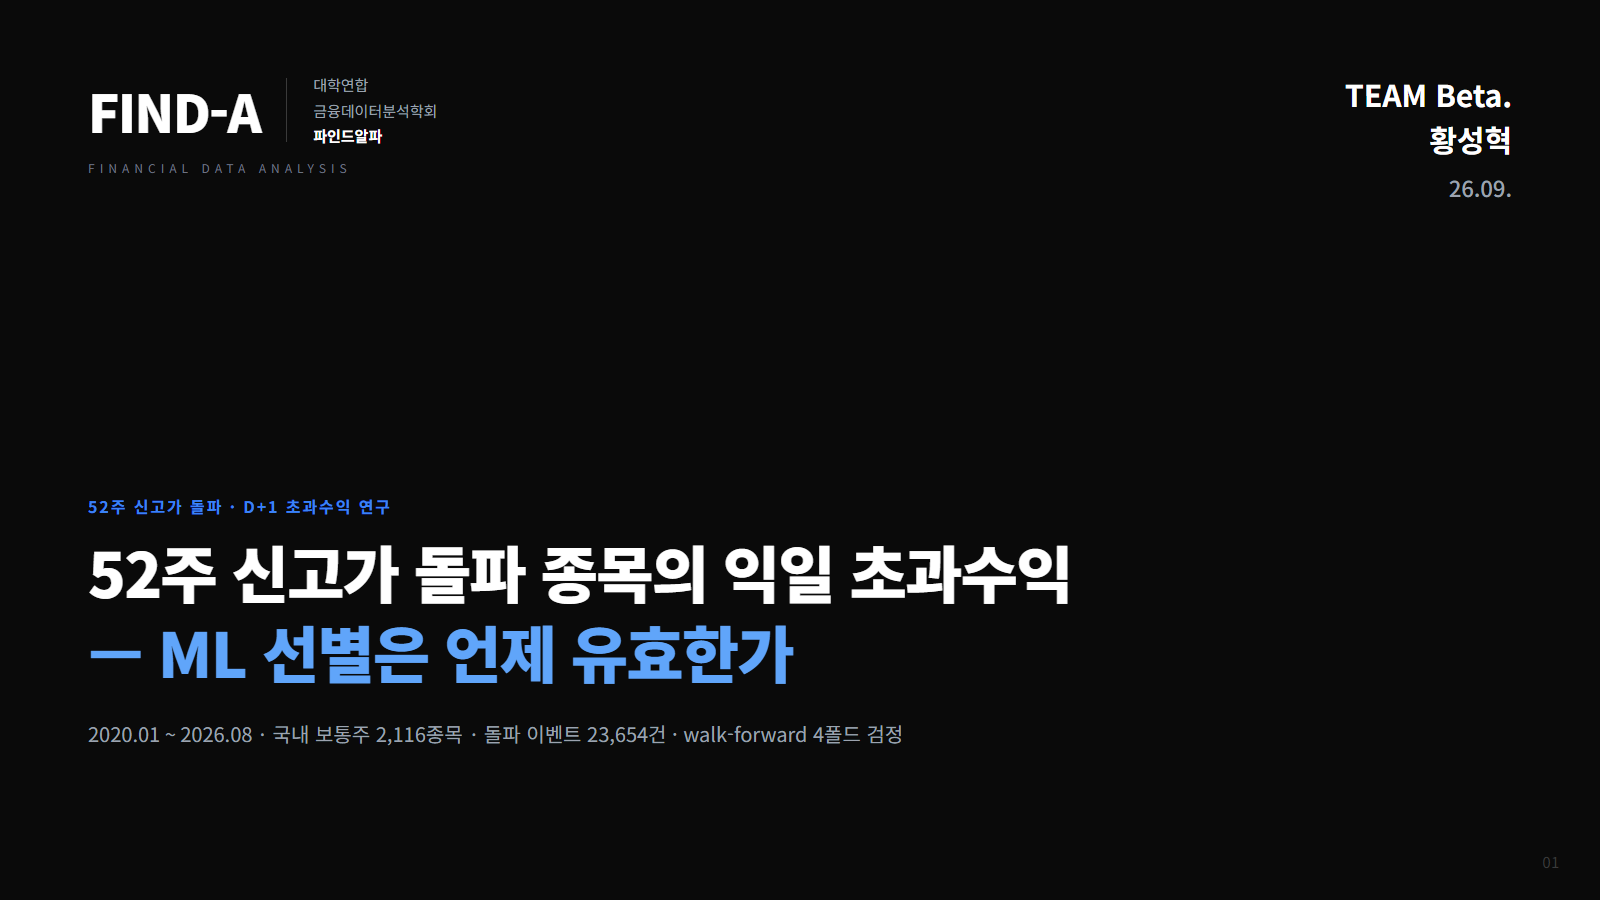 FIND-A
대학연합
금융데이터분석학회
파인드알파
FINANCIAL DATA ANALYSIS
TEAM Beta.
황성혁
26.09.
52주 신고가 돌파 · D+1 초과수익 연구
52주 신고가 돌파 종목의 익일 초과수익
— ML 선별은 언제 유효한가
2020.01 ~ 2026.08 · 국내 보통주 2,116종목 · 돌파 이벤트 23,654건 · walk-forward 4폴드 검정
01